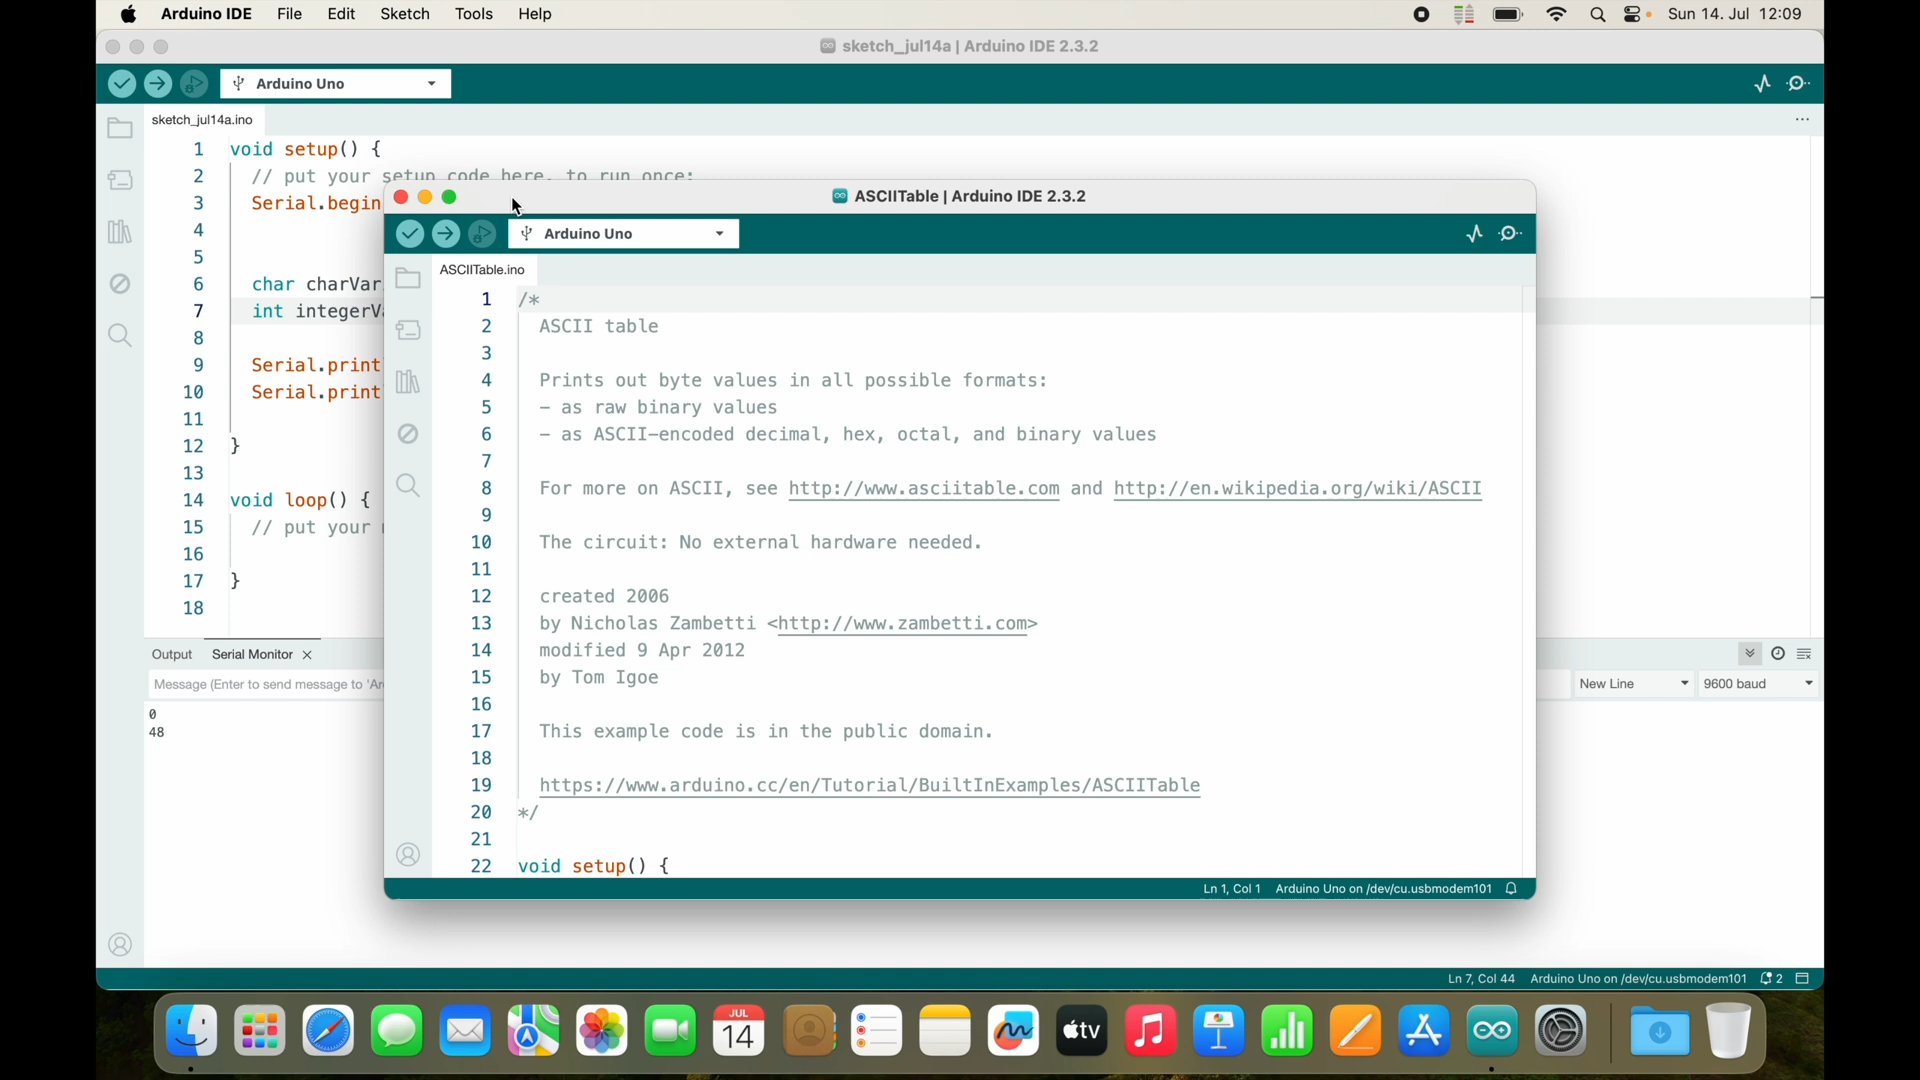 Arduino IDE File Edit Sketch Tools Help Sun 14. Jul 12:09
sketch_jul14a | Arduino IDE 2.3.2
Arduino Uno
sketch_jul14a.ino
1 void setup() {
2 // put your setup code here, to run once:
3 Serial.begin
4
5
6 char charVar
7 int integerVa
8
9 Serial.print
10 Serial.print
11
12 }
13
14 void loop() {
15 // put your
16
17 }
18
Output Serial Monitor
Message (Enter to send message to 'Ar
New Line 9600 baud
0
48
Ln 7, Col 44 Arduino Uno on /dev/cu.usbmodem101 2
ASCIITable | Arduino IDE 2.3.2
Arduino Uno
ASCIITable.ino
1 /*
2 ASCII table
3
4 Prints out byte values in all possible formats:
5 - as raw binary values
6 - as ASCII-encoded decimal, hex, octal, and binary values
7
8 For more on ASCII, see http://www.asciitable.com and http://en.wikipedia.org/wiki/ASCII
9
10 The circuit: No external hardware needed.
11
12 created 2006
13 by Nicholas Zambetti <http://www.zambetti.com>
14 modified 9 Apr 2012
15 by Tom Igoe
16
17 This example code is in the public domain.
18
19 https://www.arduino.cc/en/Tutorial/BuiltInExamples/ASCIITable
20 */
21
22 void setup() {
Ln 1, Col 1 Arduino Uno on /dev/cu.usbmodem101
JUL
14
tv